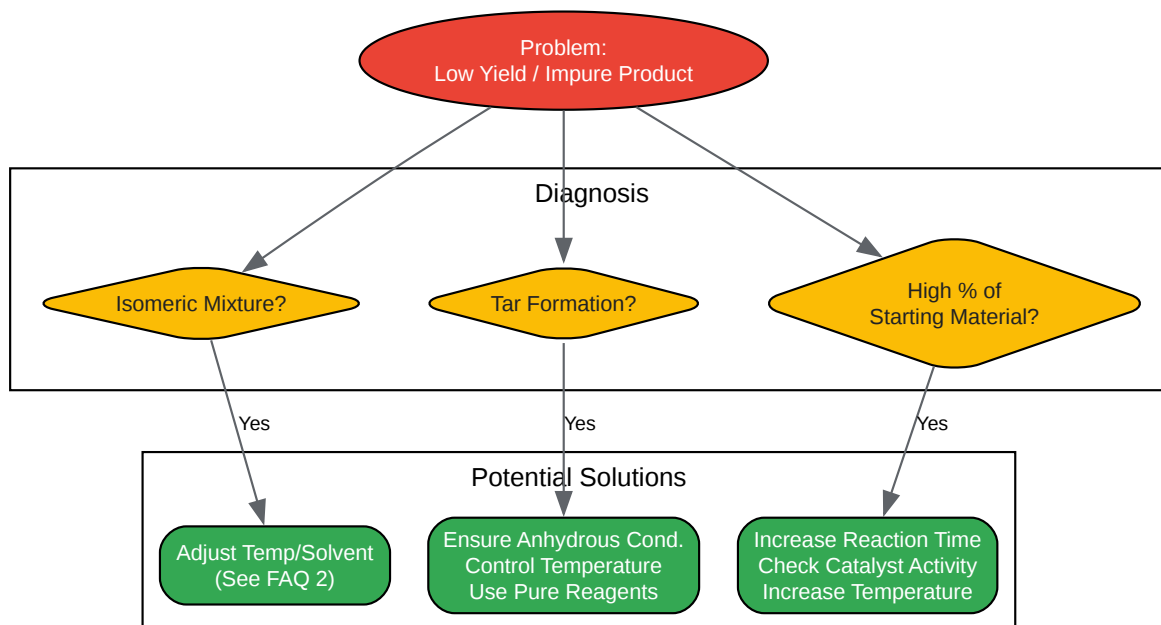 Problem:
Low Yield / Impure Product
Diagnosis
Isomeric Mixture?
Tar Formation?
High % of
Starting Material?
Yes
Yes
Yes
Potential Solutions
Adjust Temp/Solvent
(See FAQ 2)
Ensure Anhydrous Cond.
Control Temperature
Use Pure Reagents
Increase Reaction Time
Check Catalyst Activity
Increase Temperature